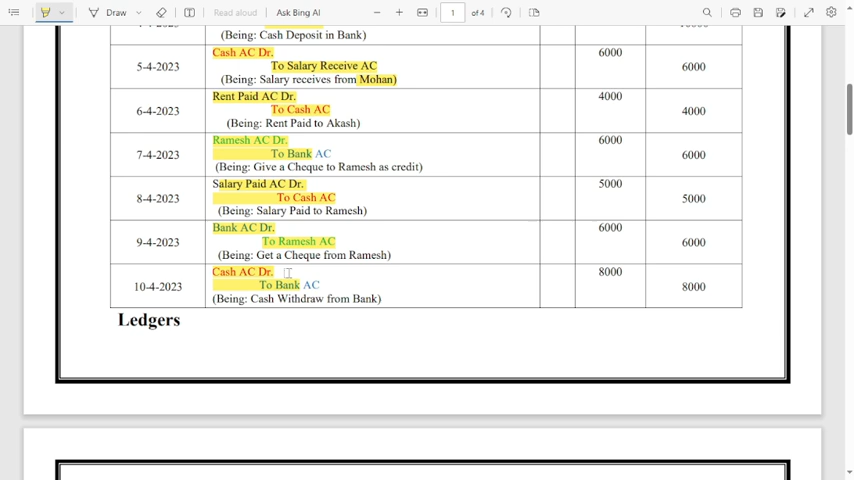 Draw
Read aloud
Ask Bing AI
1
of 4
(Being: Cash Deposit in Bank)
5-4-2023
Cash AC Dr.
To Salary Receive AC
(Being: Salary receives from Mohan)
6000
6000
6-4-2023
Rent Paid AC Dr.
To Cash AC
(Being: Rent Paid to Akash)
4000
4000
7-4-2023
Ramesh AC Dr.
To Bank AC
(Being: Give a Cheque to Ramesh as credit)
6000
6000
8-4-2023
Salary Paid AC Dr.
To Cash AC
(Being: Salary Paid to Ramesh)
5000
5000
9-4-2023
Bank AC Dr.
To Ramesh AC
(Being: Get a Cheque from Ramesh)
6000
6000
10-4-2023
Cash AC Dr.
To Bank AC
(Being: Cash Withdraw from Bank)
8000
8000
Ledgers